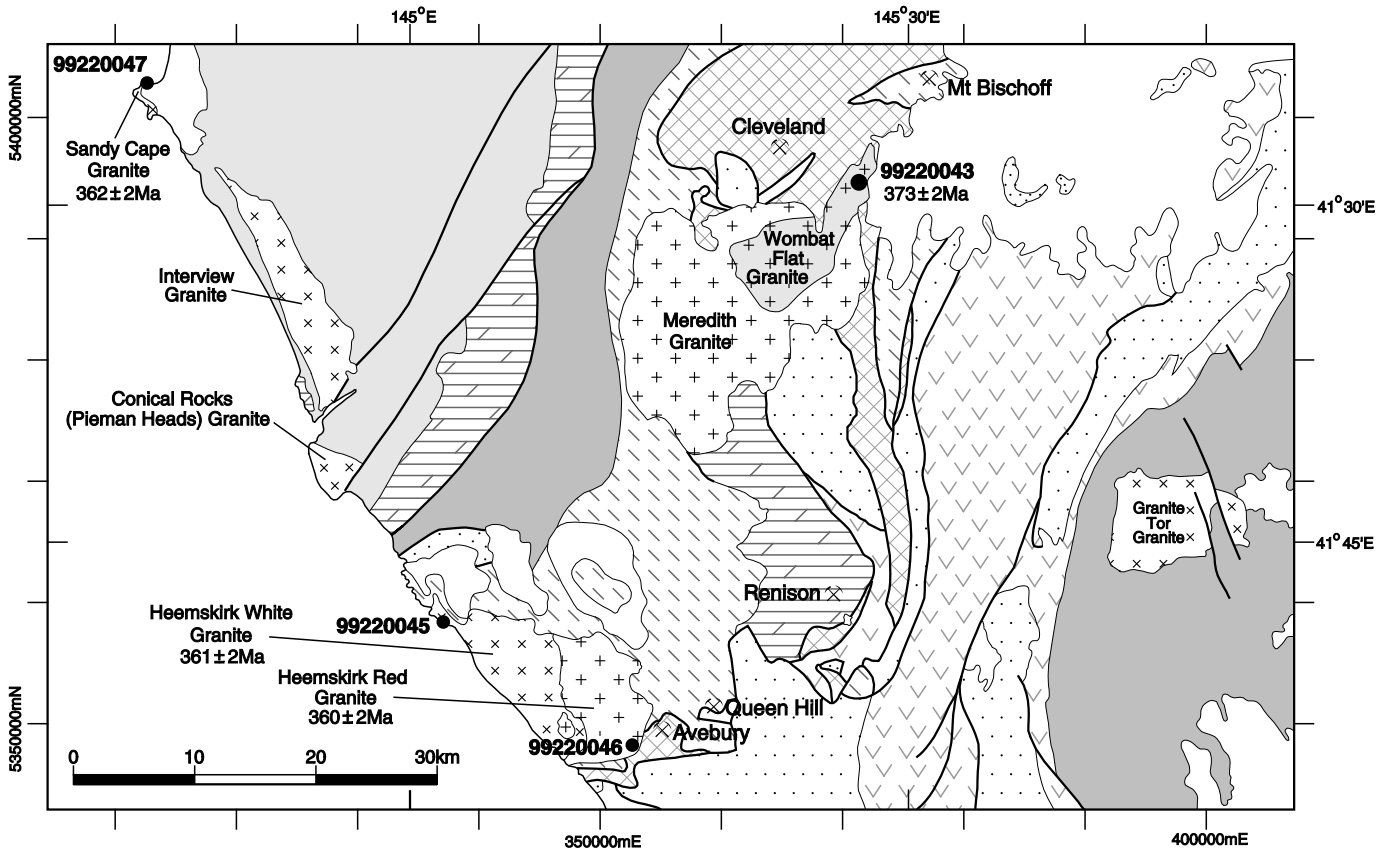 145°E
145°30'E
99220047
Mt Bischoff
5400000mN
Cleveland
Sandy Cape
Granite
362±2Ma
99220043
373±2Ma
41°30'E
Wombat
Flat
Granite
Interview
Granite
Meredith
Granite
Conical Rocks
(Pieman Heads) Granite
Granite
Tor
Granite
41°45'E
Renison
Heemskirk White
Granite
361±2Ma
99220045
Heemskirk Red
Granite
360±2Ma
5350000mN
Queen Hill
Avebury
99220046
0
10
20
30km
350000mE
400000mE